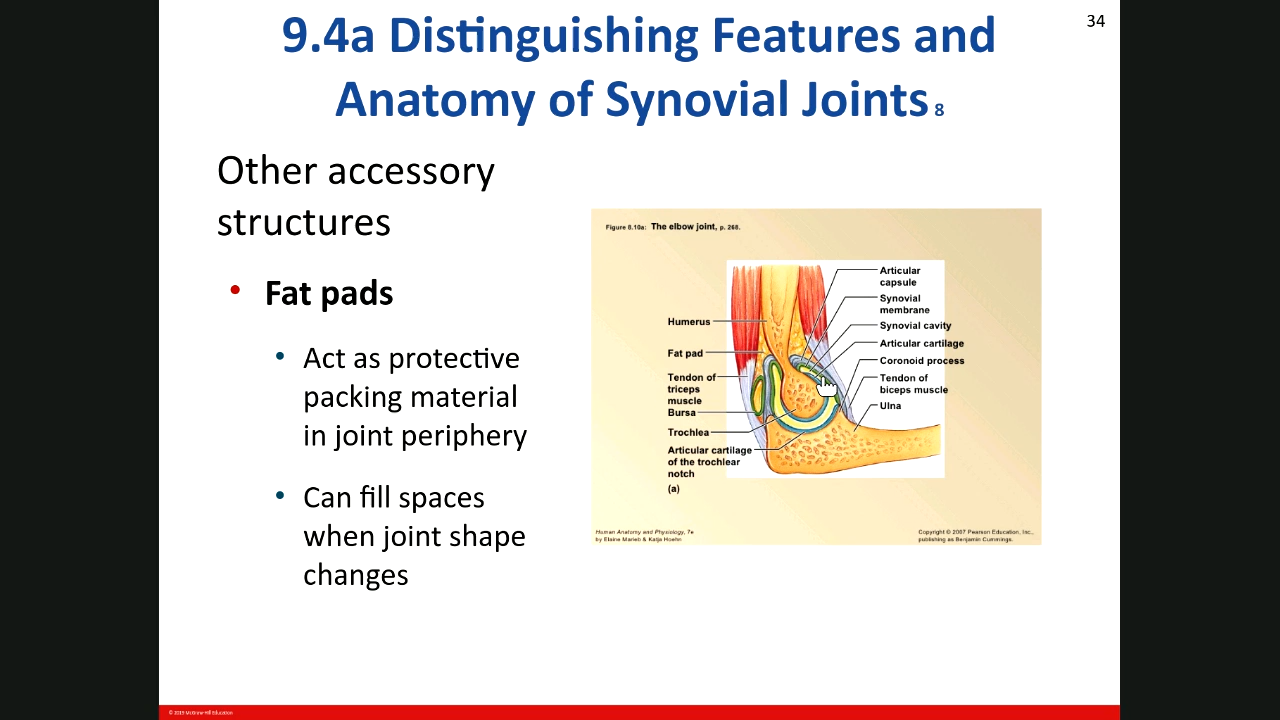 34
9.4a Distinguishing Features and
Anatomy of Synovial Joints 8
Other accessory
structures
• Fat pads
• Act as protective
packing material
in joint periphery
• Can fill spaces
when joint shape
changes
Figure 8.10a: The elbow joint, p. 268.
Humerus
Fat pad
Tendon of
triceps
muscle
Bursa
Trochlea
Articular cartilage
of the trochlear
notch
(a)
Articular
capsule
Synovial
membrane
Synovial cavity
Articular cartilage
Coronoid process
Tendon of
biceps muscle
Ulna
Human Anatomy and Physiology, 7e
by Elaine Marieb & Katja Hoehn
Copyright © 2007 Pearson Education, Inc.,
publishing as Benjamin Cummings.
© 2019 McGraw-Hill Education